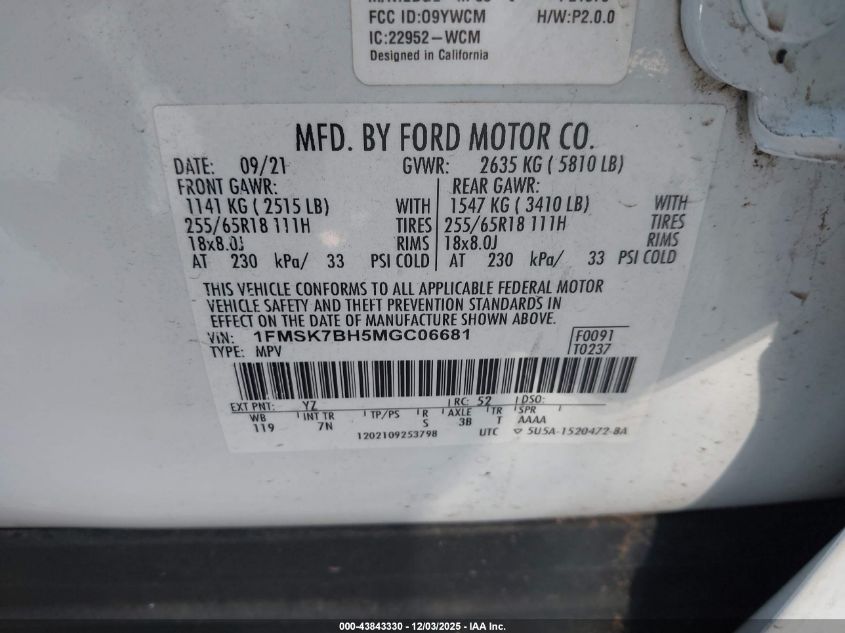 FCC ID:O9YWCM H/W:P2.0.0
IC:22952-WCM
Designed in California
MFD. BY FORD MOTOR CO.
DATE: 09/21 GVWR: 2635 KG ( 5810 LB)
FRONT GAWR: REAR GAWR:
1141 KG ( 2515 LB) WITH 1547 KG ( 3410 LB) WITH
255/65R18 111H TIRES 255/65R18 111H TIRES
18x8.0J RIMS 18x8.0J RIMS
AT 230 kPa/ 33 PSI COLD AT 230 kPa/ 33 PSI COLD
THIS VEHICLE CONFORMS TO ALL APPLICABLE FEDERAL MOTOR
VEHICLE SAFETY AND THEFT PREVENTION STANDARDS IN
EFFECT ON THE DATE OF MANUFACTURE SHOWN ABOVE.
VIN: 1FMSK7BH5MGC06681 F0091
TYPE: MPV T0237
EXT PNT: YZ RC: 52 DSO:
WB INT TR TP/PS R AXLE TR SPR
119 7N S 3B T AAAA
1202109253798 UTC ▽ 5U5A-1520472-BA
000-43843330 - 12/03/2025 - IAA Inc.